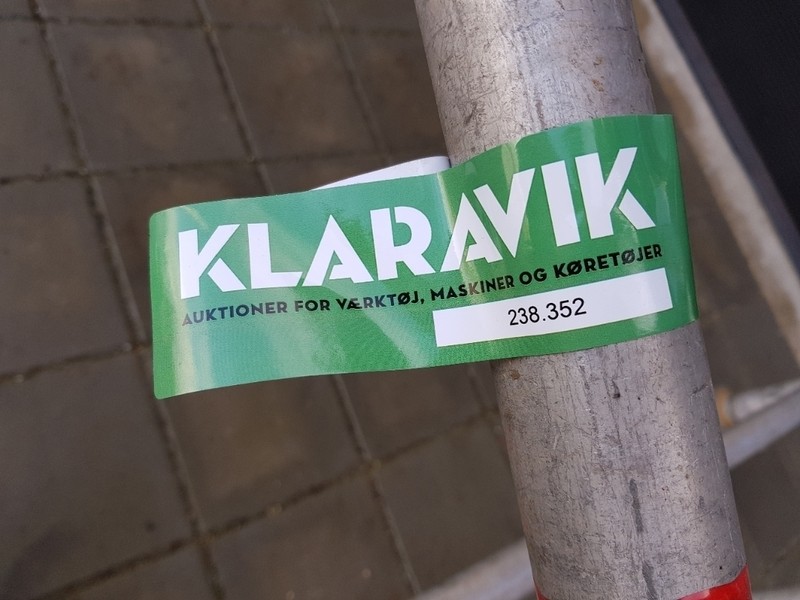 KLARAVIK
AUKTIONER FOR VÆRKTØJ, MASKINER OG KØRETØJER
238.352